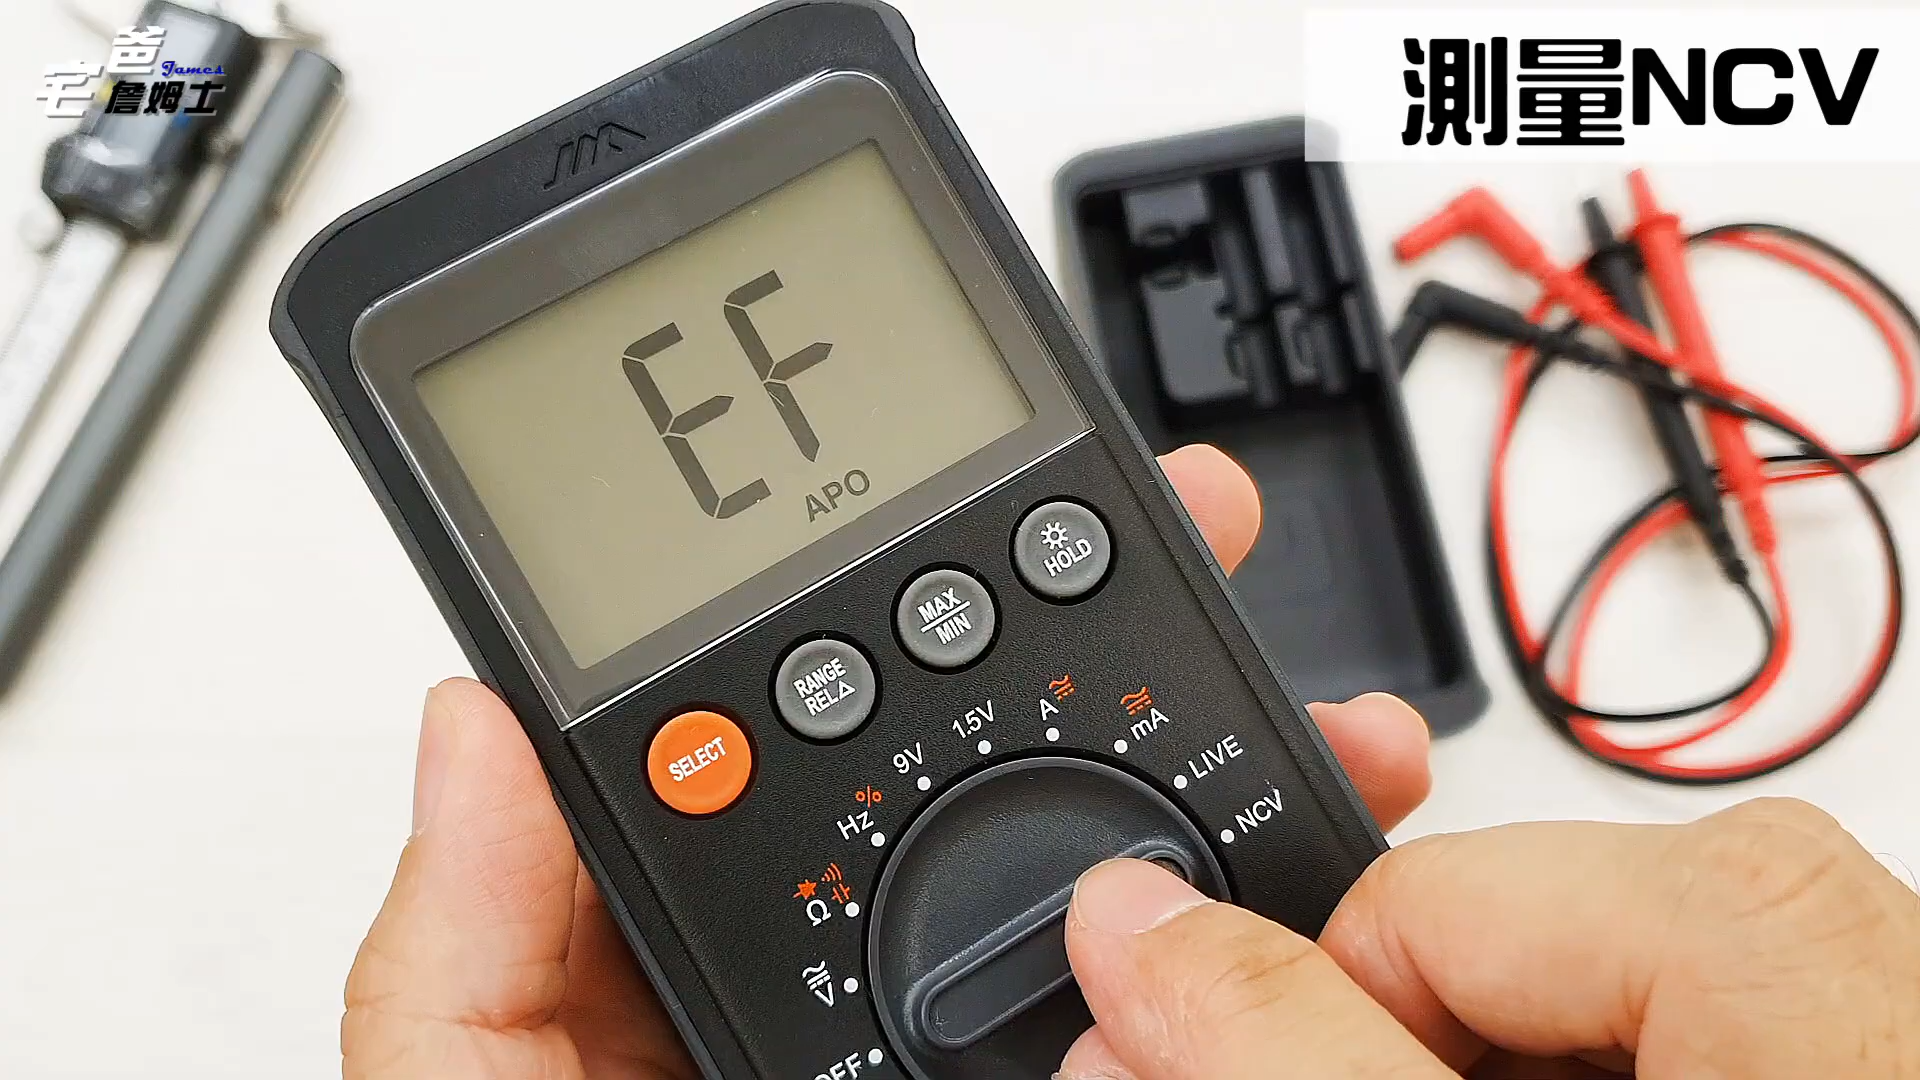 宅爸
James
詹姆士
測量NCV
JIMI
EF
APO
HOLD
MAX
MIN
RANGE
REL△
SELECT
mA
A
1.5V
9V
%
Hz
Ω
V
OFF
LIVE
NCV